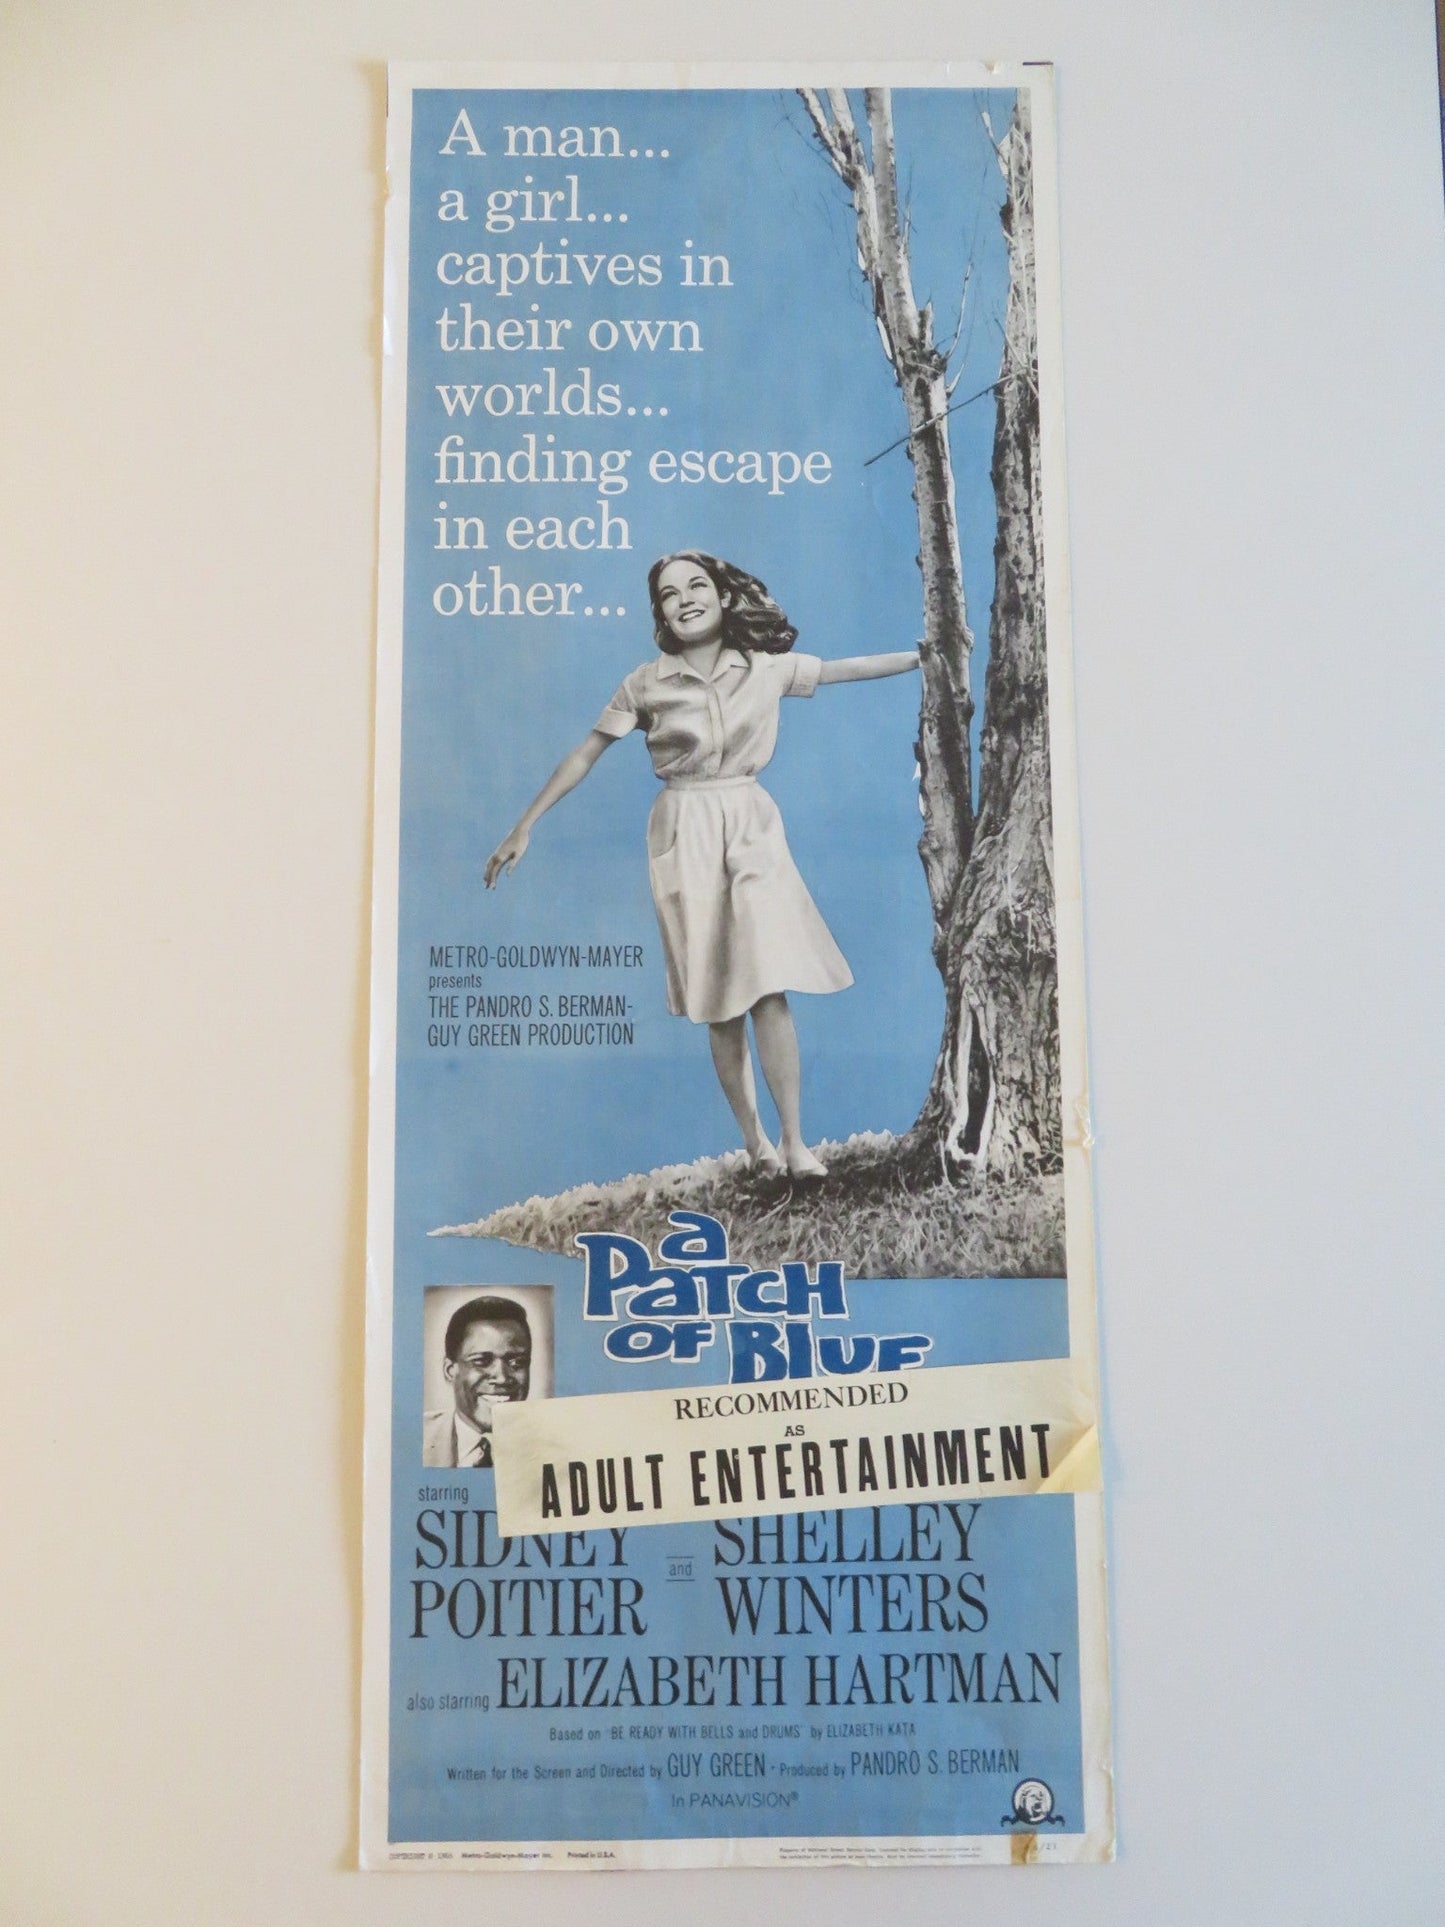 A man...
a girl...
captives in
their own
worlds...
finding escape
in each
other...
METRO-GOLDWYN-MAYER
presents
THE PANDRO S. BERMAN-
GUY GREEN PRODUCTION
a
PATCH
OF BLUE
RECOMMENDED
AS
ADULT ENTERTAINMENT
starring
SIDNEY
POITIER
and
SHELLEY
WINTERS
also starring ELIZABETH HARTMAN
Based on "BE READY WITH BELLS and DRUMS" by ELIZABETH KATA
Written for the Screen and Directed by GUY GREEN · Produced by PANDRO S. BERMAN
In PANAVISION®
COPYRIGHT © 1965 Metro-Goldwyn-Mayer Inc. Printed in U.S.A.